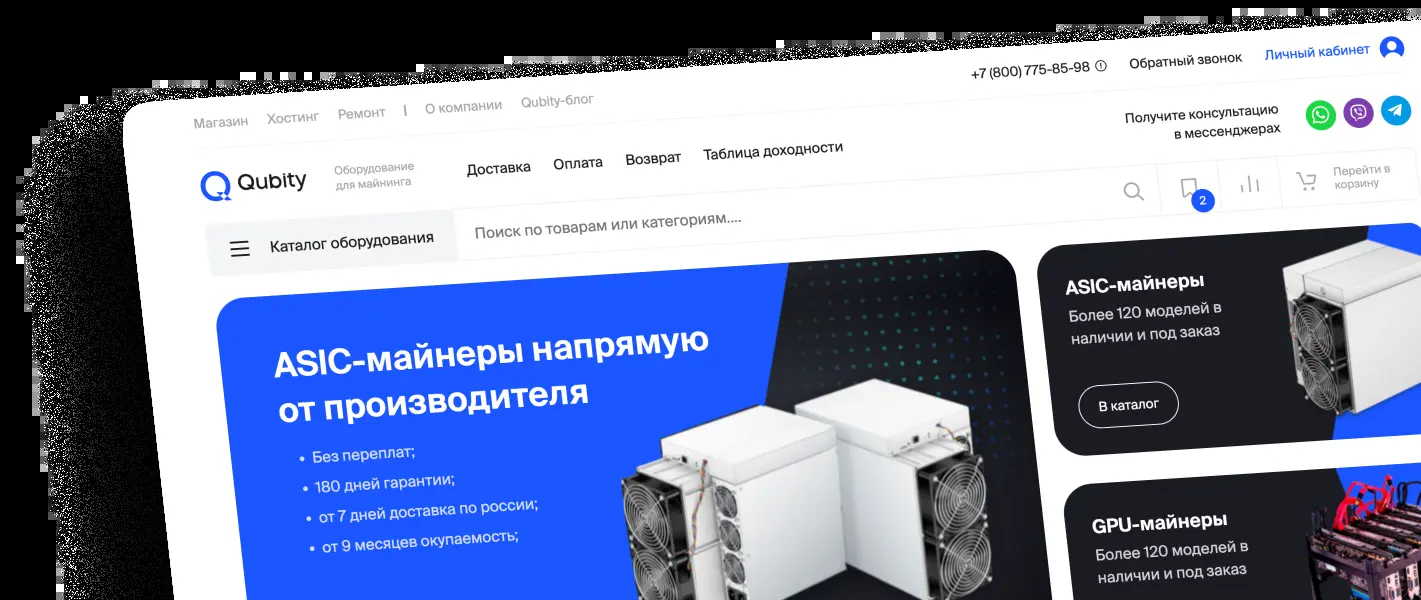 Магазин Хостинг Ремонт | О компании Qubity-блог
+7 (800) 775-85-98 Обратный звонок Личный кабинет
Qubity
Оборудование
для майнинга
Доставка Оплата Возврат Таблица доходности
Получите консультацию
в мессенджерах
Каталог оборудования
Поиск по товарам или категориям....
2
Перейти в
корзину
ASIC-майнеры напрямую
от производителя
• Без переплат;
• 180 дней гарантии;
• от 7 дней доставка по россии;
• от 9 месяцев окупаемость;
ASIC-майнеры
Более 120 моделей в
наличии и под заказ
В каталог
GPU-майнеры
Более 120 моделей в
наличии и под заказ